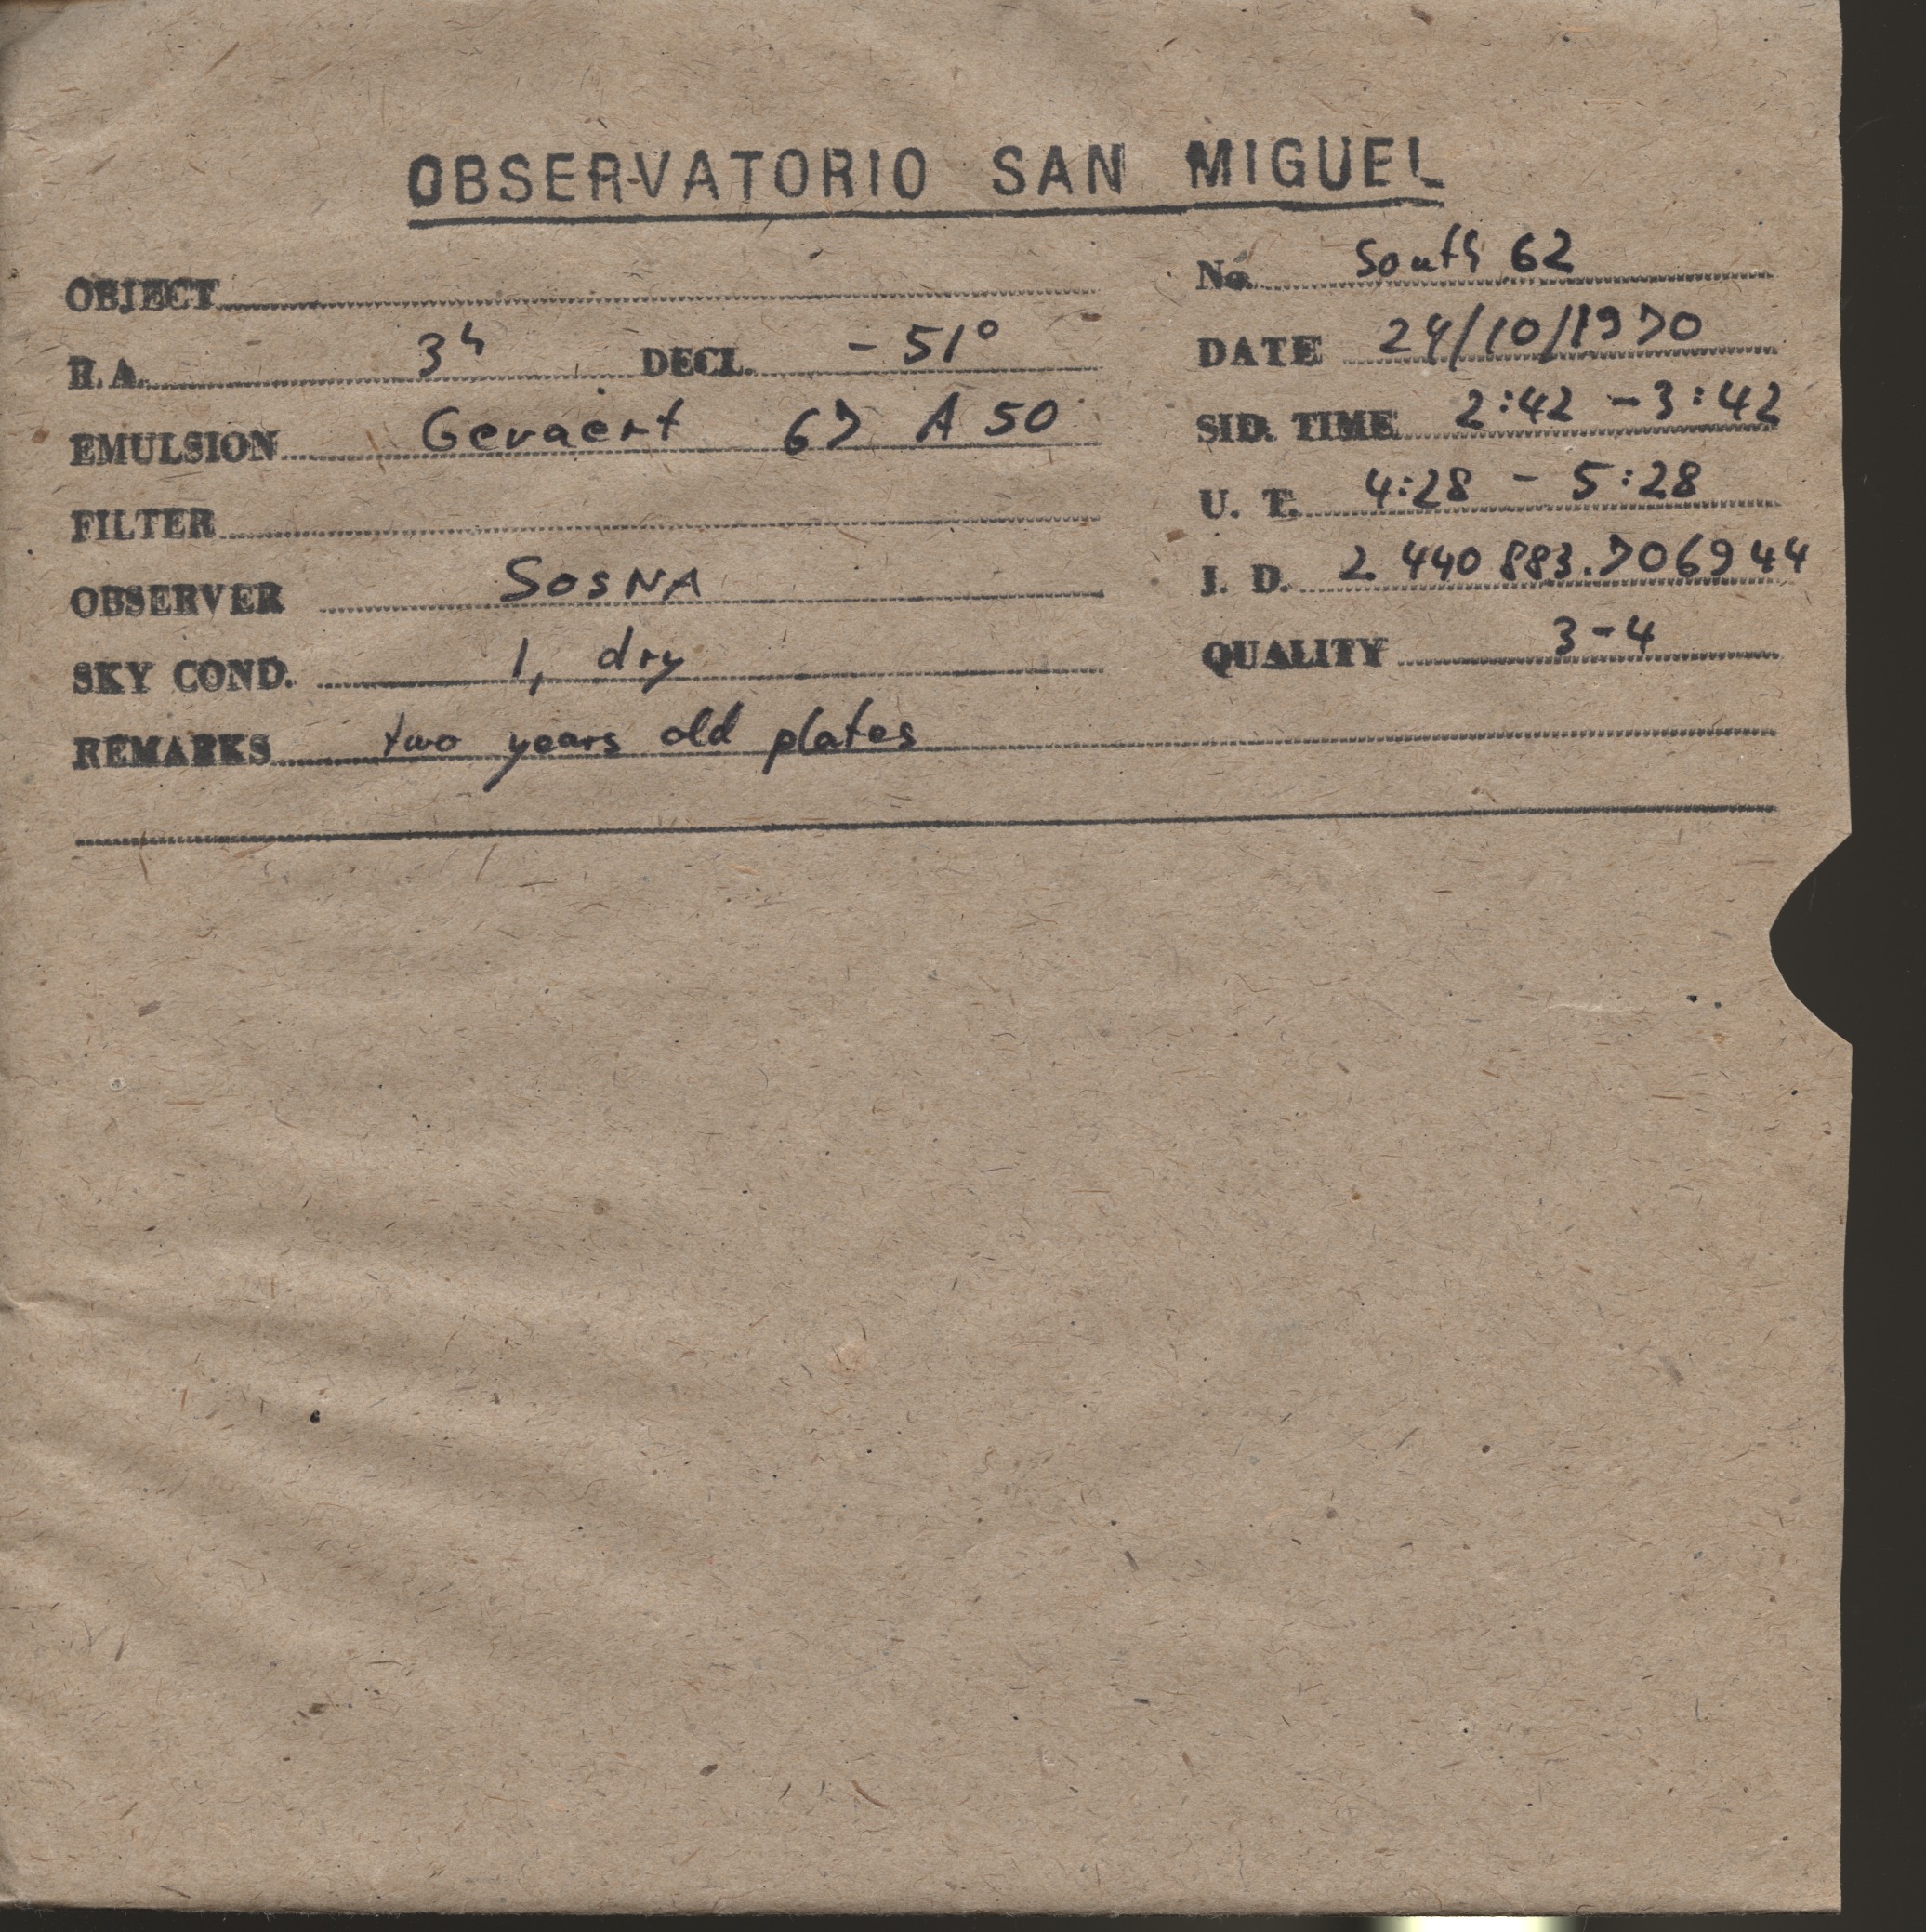 OBSERVATORIO SAN MIGUEL
OBJECT
No. South 62
R.A. 3h DECL. - 51°
DATE 24/10/1970
EMULSION Gevaert 67 A 50
SID. TIME 2:42 - 3:42
FILTER
U. T. 4:28 - 5:28
OBSERVER SOSNA
J. D. 2 440 883.706944
SKY COND. 1, dry
QUALITY 3-4
REMARKS two years old plates